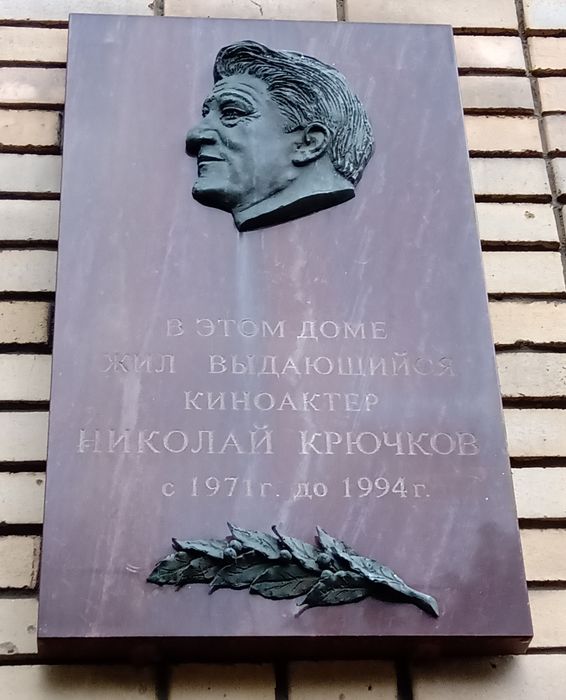 В ЭТОМ ДОМЕ
ЖИЛ ВЫДАЮЩИЙСЯ
КИНОАКТЕР
НИКОЛАЙ КРЮЧКОВ
с 1971г. до 1994г.